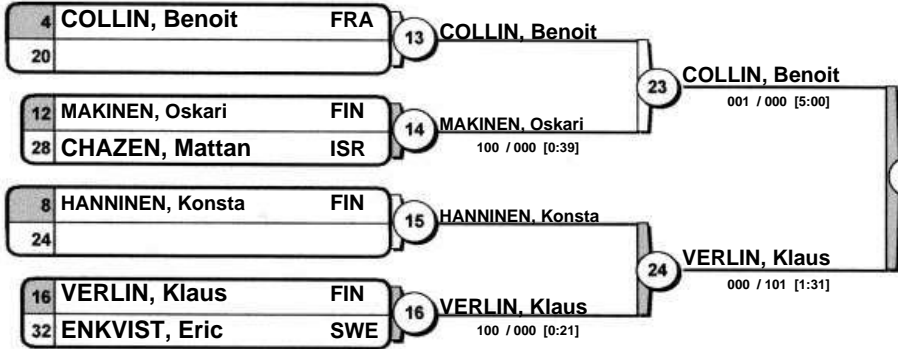 4 COLLIN, Benoit FRA
20
13 COLLIN, Benoit
12 MAKINEN, Oskari FIN
28 CHAZEN, Mattan ISR
14 MAKINEN, Oskari
100 / 000 [0:39]
23 COLLIN, Benoit
001 / 000 [5:00]
8 HANNINEN, Konsta FIN
24
15 HANNINEN, Konsta
16 VERLIN, Klaus FIN
32 ENKVIST, Eric SWE
16 VERLIN, Klaus
100 / 000 [0:21]
24 VERLIN, Klaus
000 / 101 [1:31]